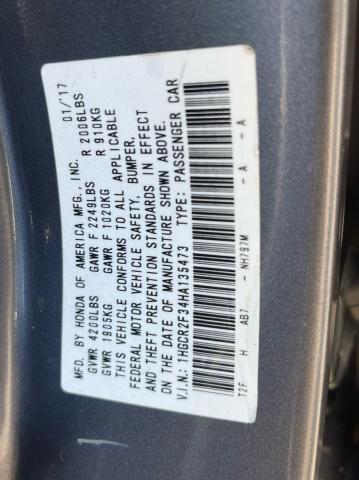 MFD. BY HONDA OF AMERICA MFG., INC. 01/'17
GVWR 4200LBS GAWR F 2249LBS R 2006LBS
GVWR 1905KG GAWR F 1020KG R 910KG
THIS VEHICLE CONFORMS TO ALL APPLICABLE
FEDERAL MOTOR VEHICLE SAFETY, BUMPER,
AND THEFT PREVENTION STANDARDS IN EFFECT
ON THE DATE OF MANUFACTURE SHOWN ABOVE.
V.I.N.: 1HGCR2F34HA135473 TYPE: PASSENGER CAR
T2F H AB7 - NH797M - A - A